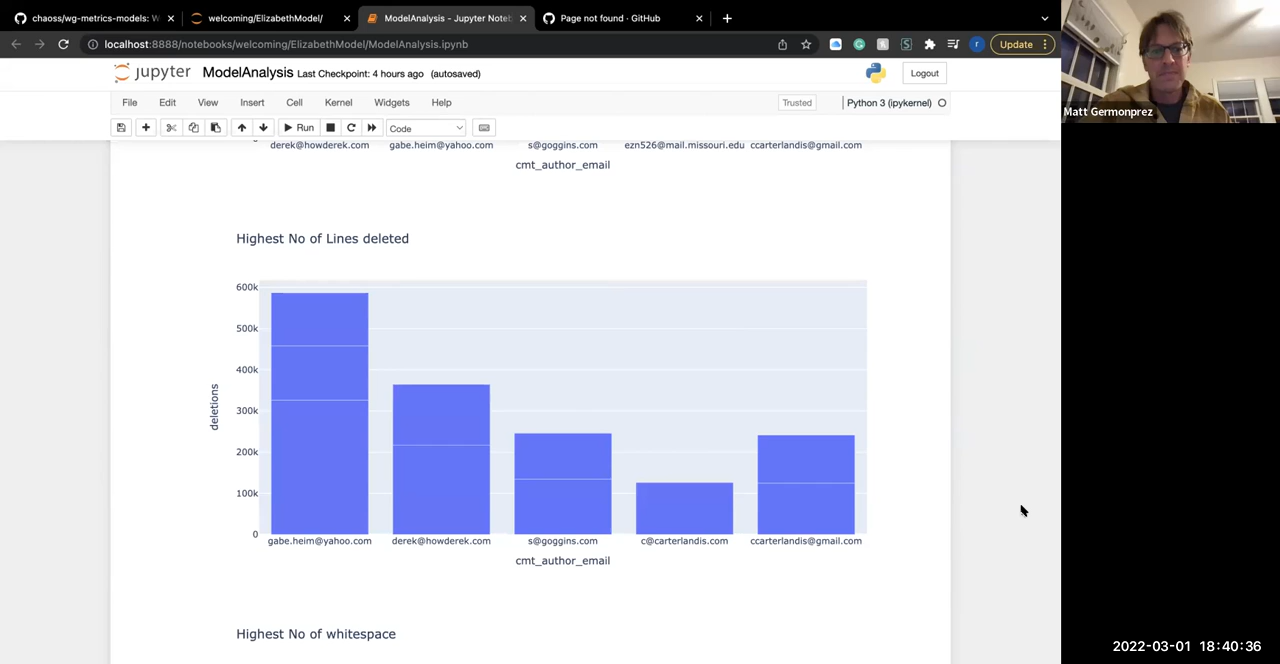 chaoss/wg-metrics-models: W
welcoming/ElizabethModel/
ModelAnalysis - Jupyter Noteb
Page not found · GitHub
localhost:8888/notebooks/welcoming/ElizabethModel/ModelAnalysis.ipynb
r
Update
jupyter
ModelAnalysis Last Checkpoint: 4 hours ago (autosaved)
Logout
File Edit View Insert Cell Kernel Widgets Help
Trusted
Python 3 (ipykernel)
Run
Code
derek@howderek.com gabe.heim@yahoo.com s@goggins.com ezn526@mail.missouri.edu ccarterlandis@gmail.com
cmt_author_email
Highest No of Lines deleted
600k
500k
400k
300k
200k
100k
0
deletions
gabe.heim@yahoo.com derek@howderek.com s@goggins.com c@carterlandis.com ccarterlandis@gmail.com
cmt_author_email
Highest No of whitespace
Matt Germonprez
2022-03-01 18:40:36